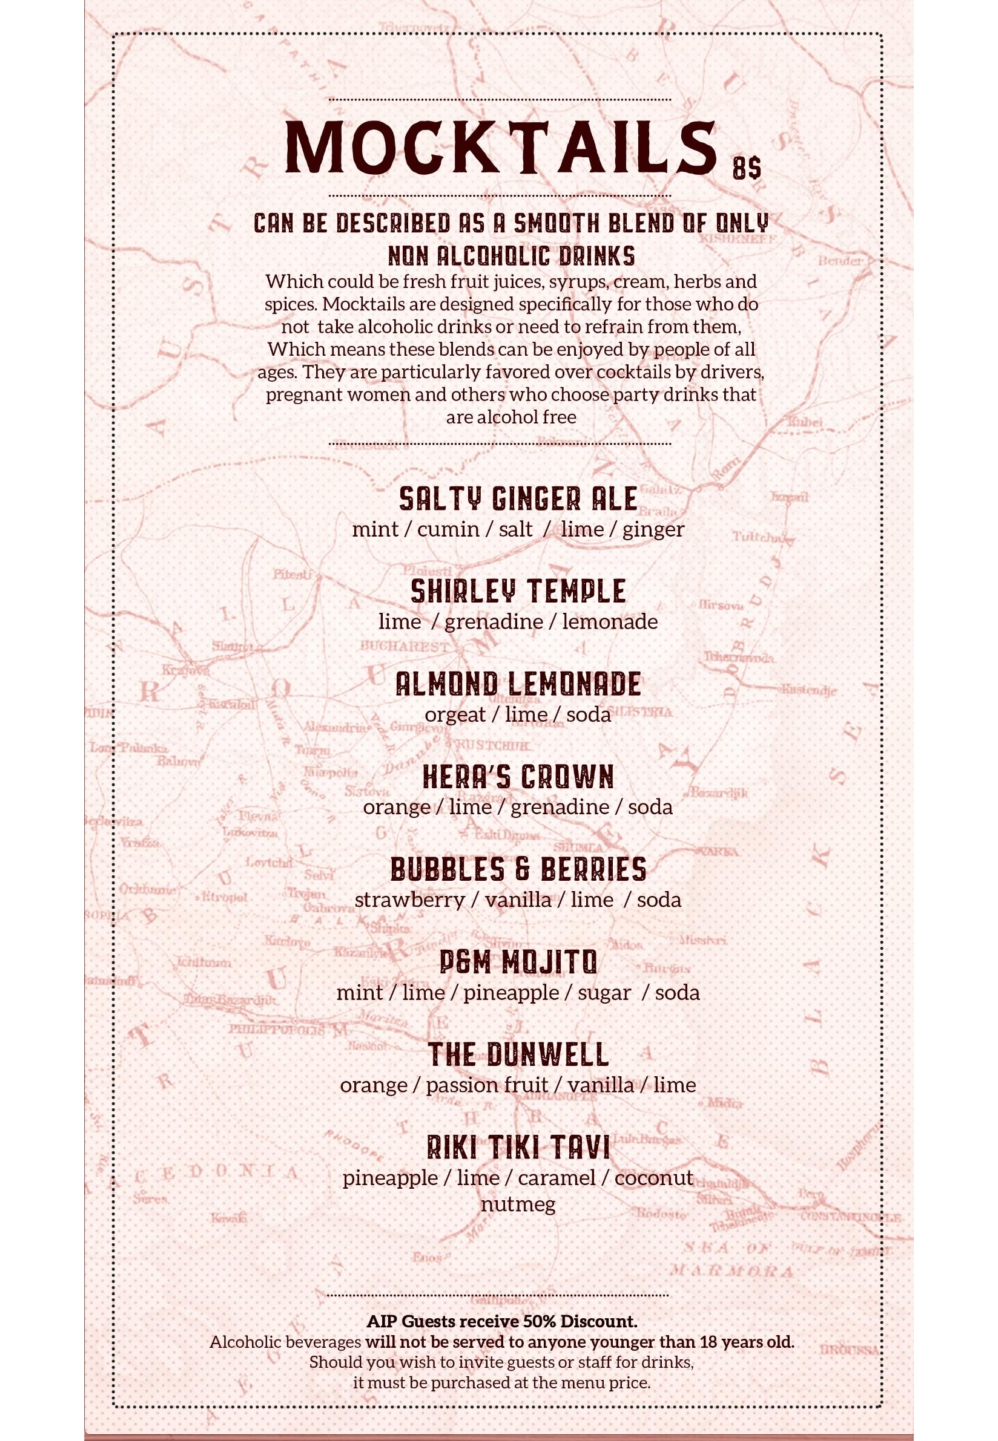 MOCKTAILS 8$
CAN BE DESCRIBED AS A SMOOTH BLEND OF ONLY
NON ALCOHOLIC DRINKS
Which could be fresh fruit juices, syrups, cream, herbs and
spices. Mocktails are designed specifically for those who do
not take alcoholic drinks or need to refrain from them,
Which means these blends can be enjoyed by people of all
ages. They are particularly favored over cocktails by drivers,
pregnant women and others who choose party drinks that
are alcohol free
SALTY GINGER ALE
mint / cumin / salt / lime / ginger
SHIRLEY TEMPLE
lime / grenadine / lemonade
ALMOND LEMONADE
orgeat / lime / soda
HERA'S CROWN
orange / lime / grenadine / soda
BUBBLES & BERRIES
strawberry / vanilla / lime / soda
P&M MOJITO
mint / lime / pineapple / sugar / soda
THE DUNWELL
orange / passion fruit / vanilla / lime
RIKI TIKI TAVI
pineapple / lime / caramel / coconut
nutmeg
AIP Guests receive 50% Discount.
Alcoholic beverages will not be served to anyone younger than 18 years old.
Should you wish to invite guests or staff for drinks,
it must be purchased at the menu price.